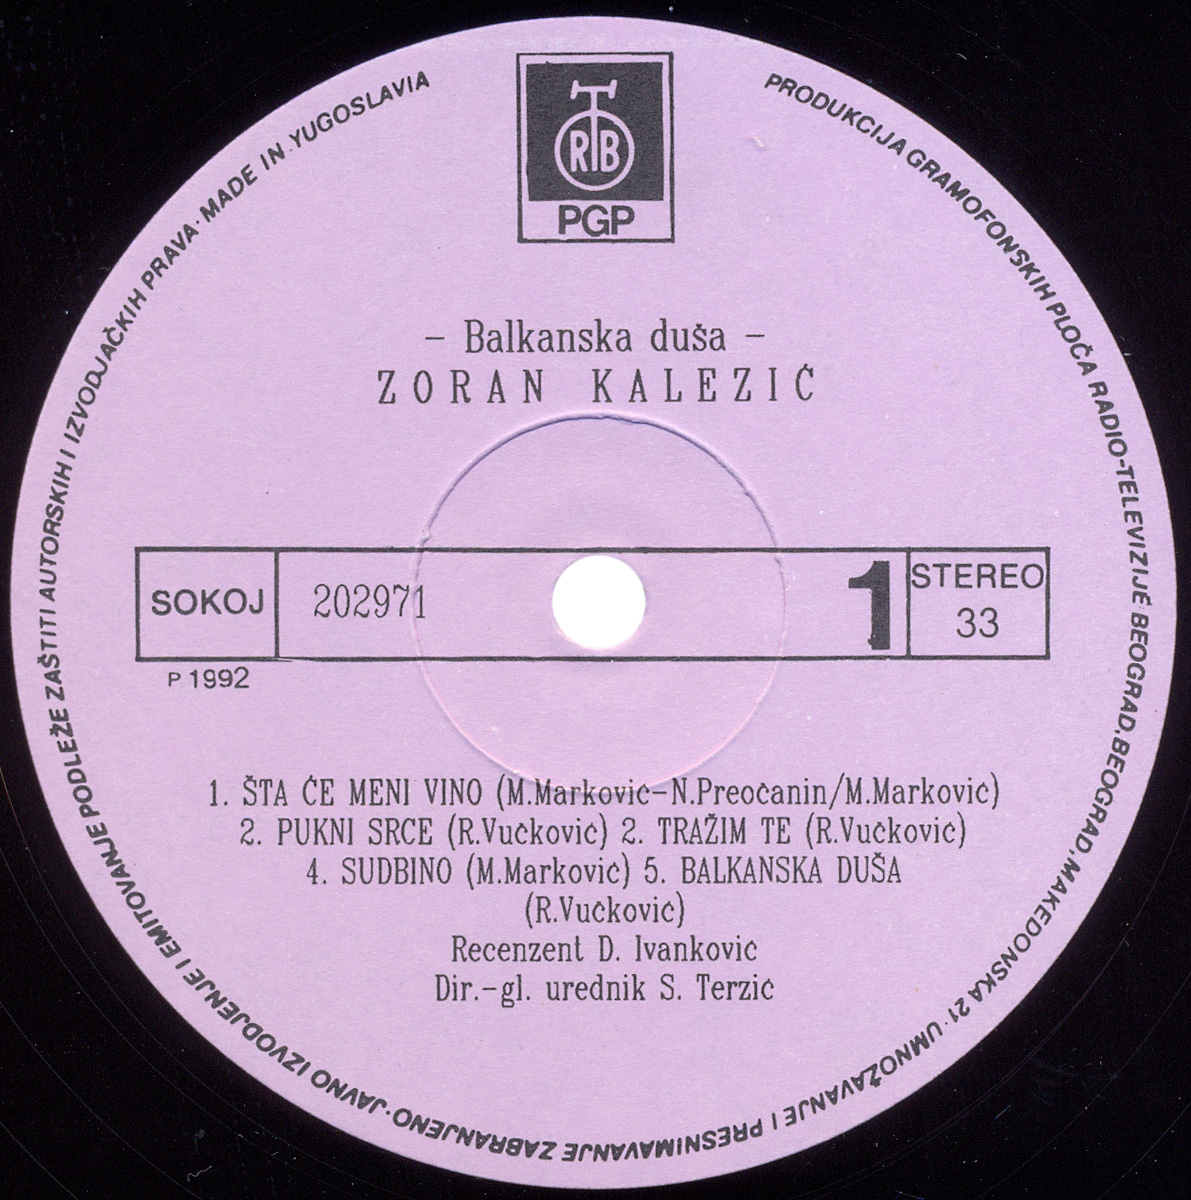 RTB
PGP
PRODUKCIJA GRAMOFONSKIH PLOČA RADIO-TELEVIZIJE BEOGRAD, BEOGRAD, MAKEDONSKA 21 · UMNOŽAVANJE I PRESNIMAVANJE ZABRANJENO · JAVNO IZVODJENJE I EMITOVANJE PODLEŽE ZAŠTITI AUTORSKIH I IZVODJAČKIH PRAVA · MADE IN YUGOSLAVIA
– Balkanska duša –
ZORAN KALEZIĆ
SOKOJ
202971
1
STEREO
33
P 1992
1. ŠTA ĆE MENI VINO (M.Marković-N.Preočanin/M.Marković)
2. PUKNI SRCE (R.Vučković) 2. TRAŽIM TE (R.Vučković)
4. SUDBINO (M.Marković) 5. BALKANSKA DUŠA
(R.Vučković)
Recenzent D. Ivanković
Dir.-gl. urednik S. Terzić